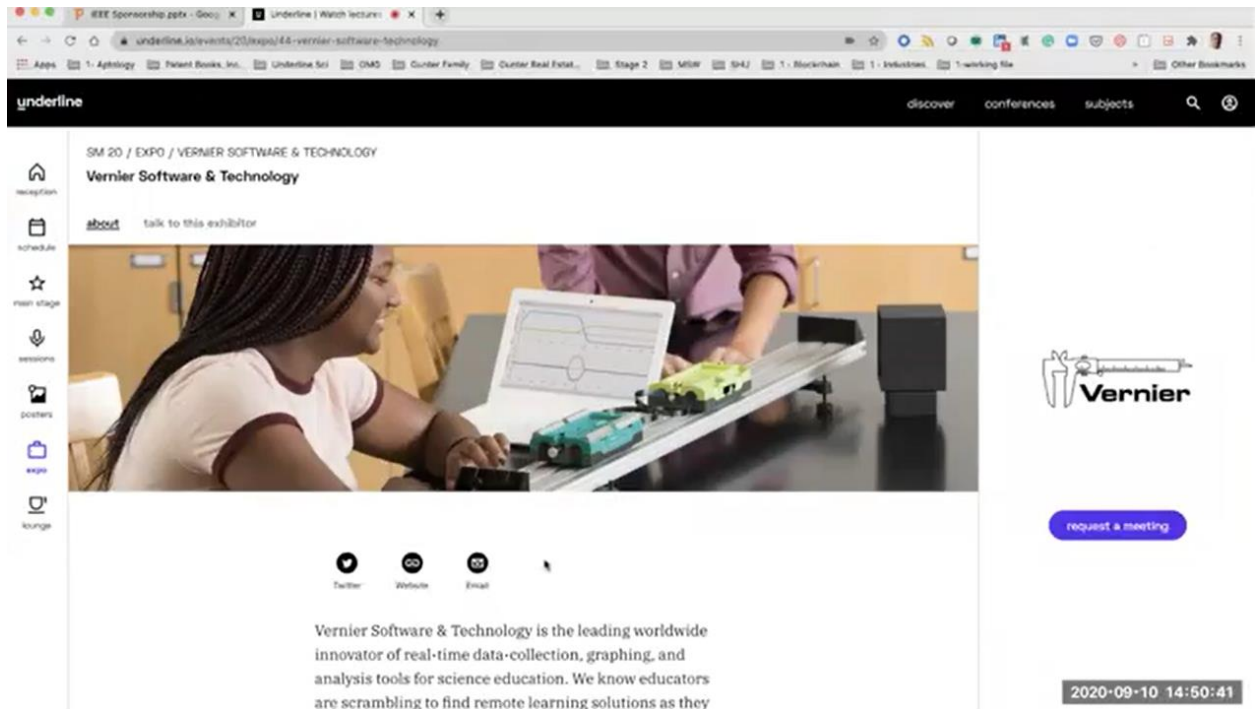 IEEE Sponsorship.pptx - Goog
Underline | Watch lectures
underline.io/events/20/expo/44-vernier-software-technology
Apps 1- Aptology Patent Books, Inc. Underline Sci OMG Gunter Family Gunter Real Estat... Stage 2 MSW SHU 1 - Blockchain 1 - Industries 1-working file » Other Bookmarks
underline discover conferences subjects
SM 20 / EXPO / VERNIER SOFTWARE & TECHNOLOGY
Vernier Software & Technology
about talk to this exhibitor
reception
schedule
main stage
sessions
posters
expo
lounge
Vernier
request a meeting
Twitter Website Email
Vernier Software & Technology is the leading worldwide
innovator of real-time data-collection, graphing, and
analysis tools for science education. We know educators
are scrambling to find remote learning solutions as they
2020-09-10 14:50:41